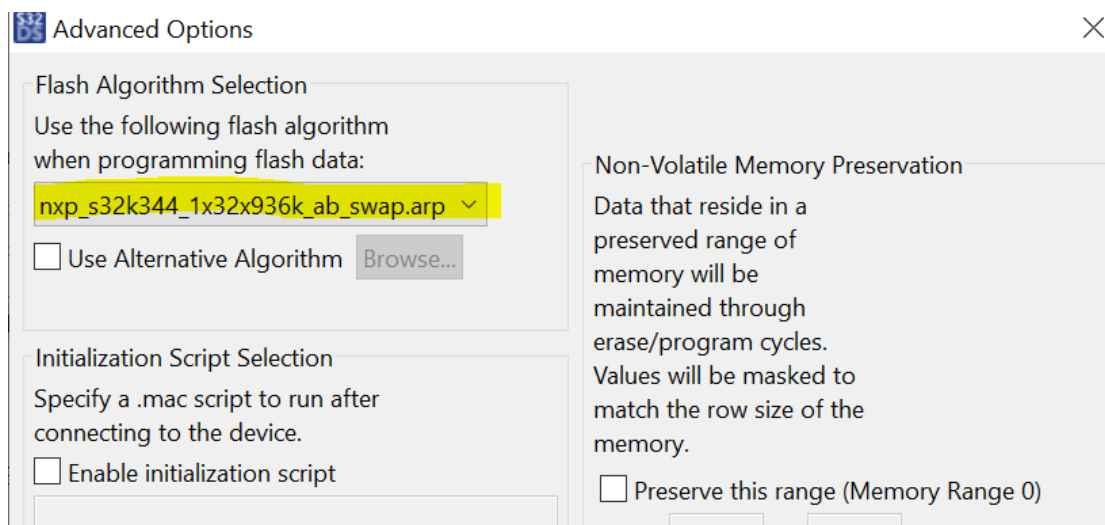 S32
DS
Advanced Options
Flash Algorithm Selection
Use the following flash algorithm
when programming flash data:
nxp_s32k344_1x32x936k_ab_swap.arp
Use Alternative Algorithm
Browse...
Initialization Script Selection
Specify a .mac script to run after
connecting to the device.
Enable initialization script
Non-Volatile Memory Preservation
Data that reside in a
preserved range of
memory will be
maintained through
erase/program cycles.
Values will be masked to
match the row size of the
memory.
Preserve this range (Memory Range 0)